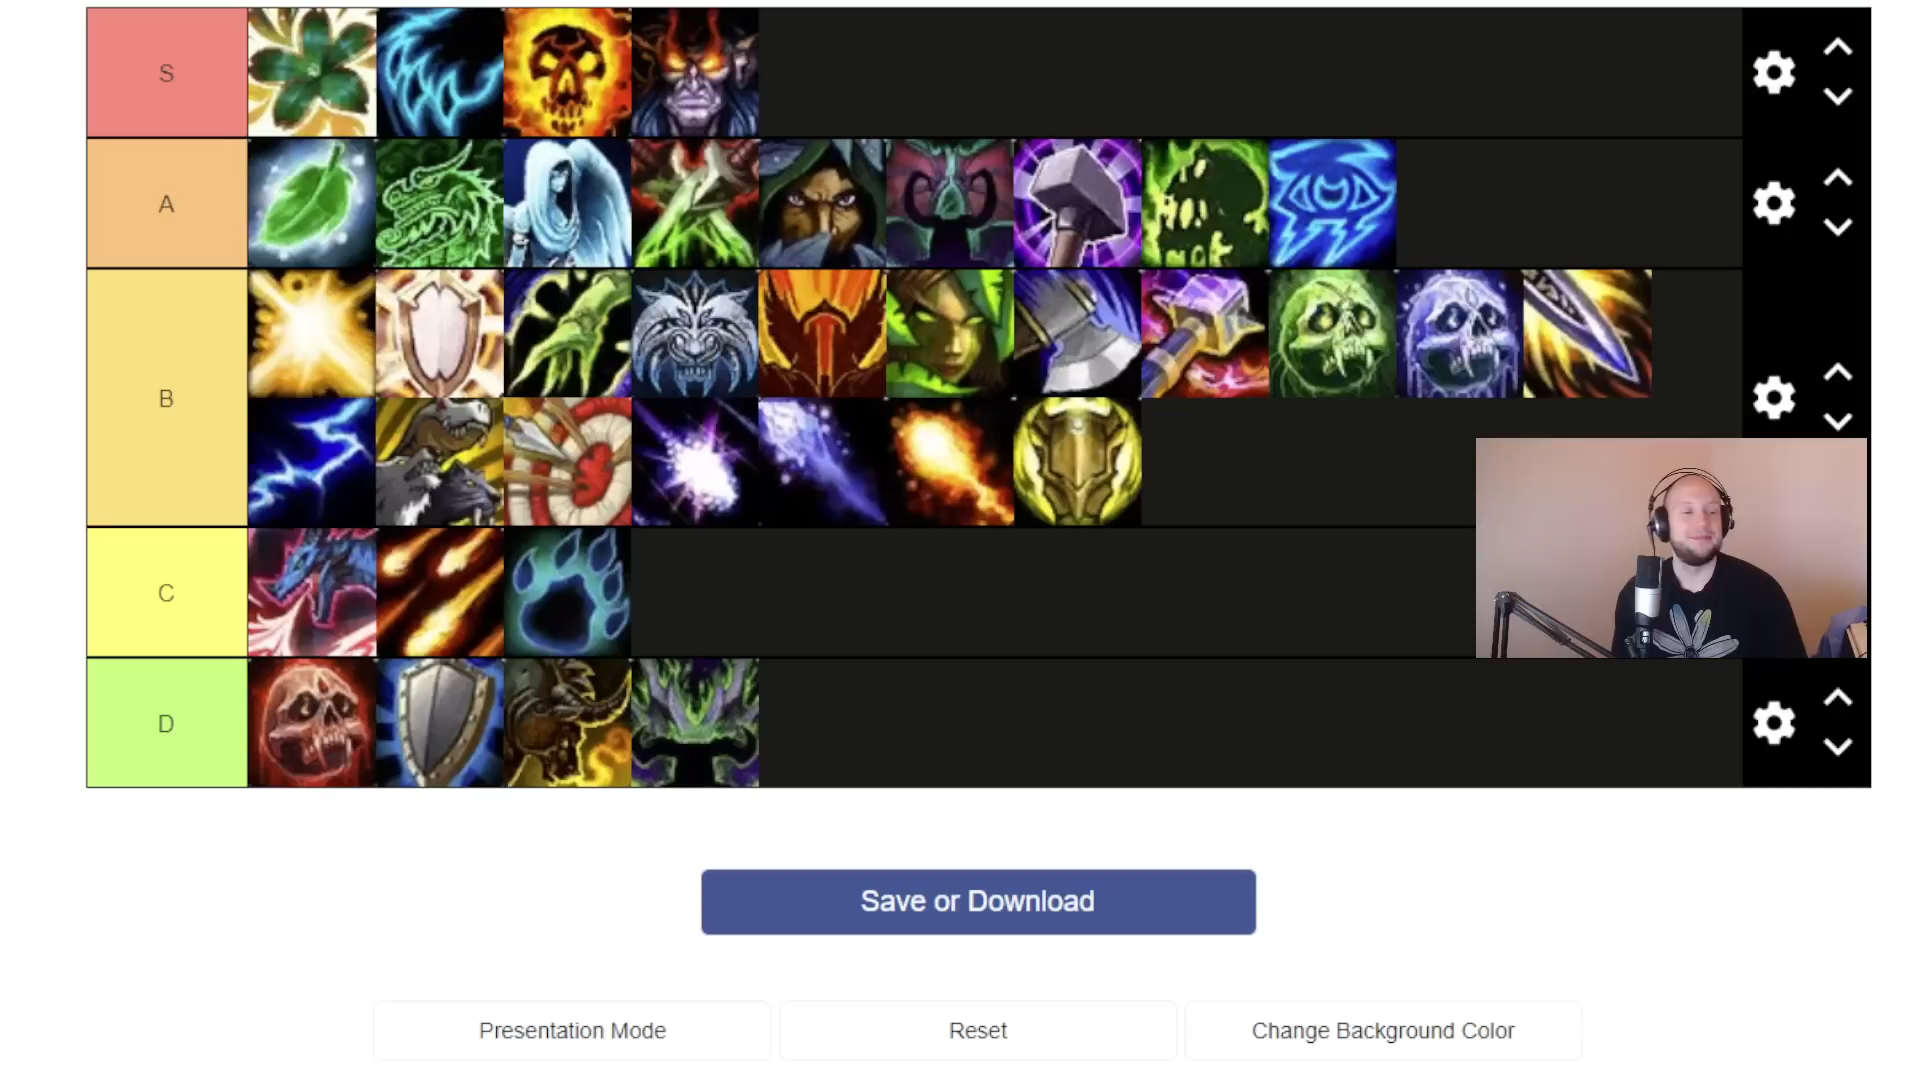 S
A
B
C
D
Save or Download
Presentation Mode
Reset
Change Background Color